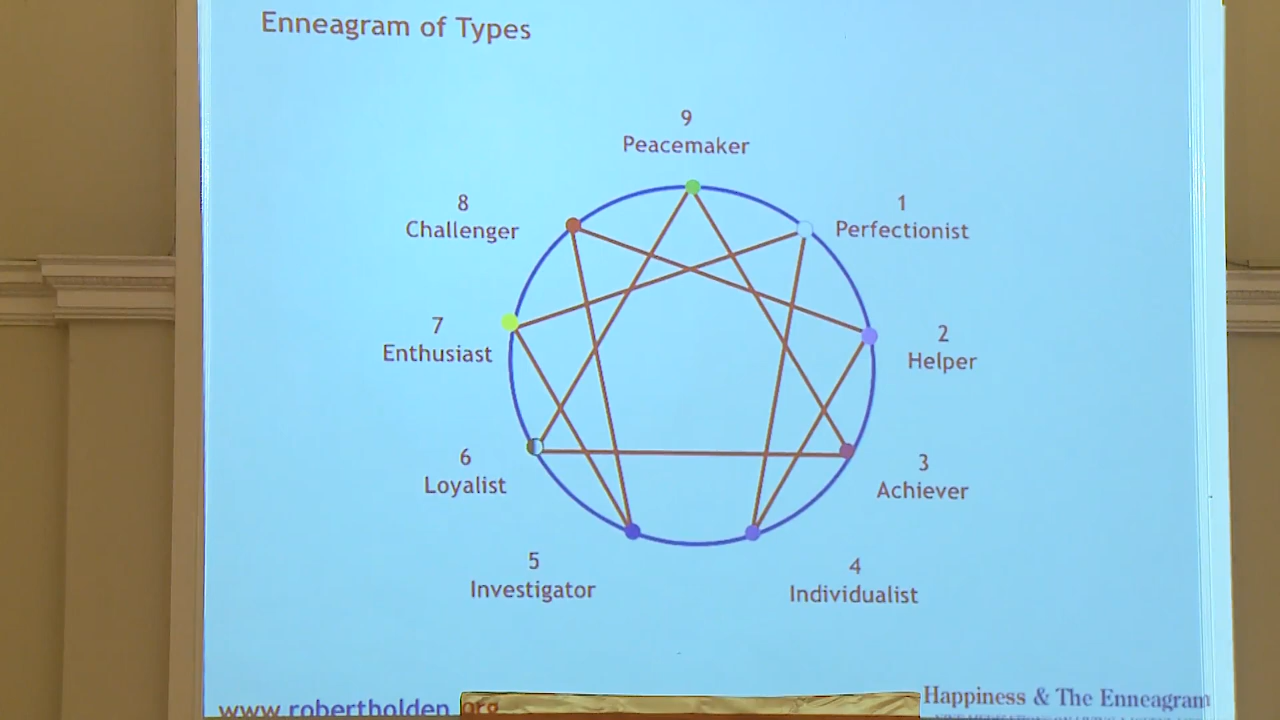 Enneagram of Types
9
Peacemaker
8
Challenger
1
Perfectionist
7
Enthusiast
2
Helper
6
Loyalist
3
Achiever
5
Investigator
4
Individualist
www.robertholden.org
Happiness & The Enneagram